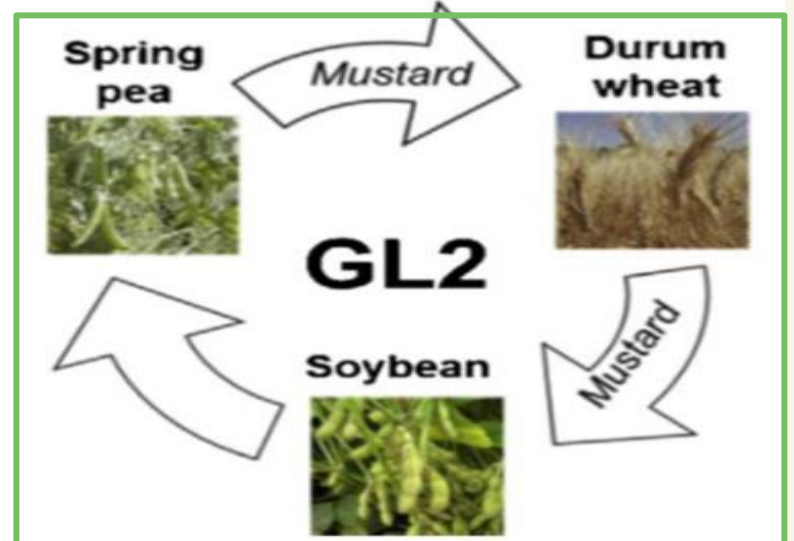 Spring
pea
Mustard
Durum
wheat
GL2
Mustard
Soybean